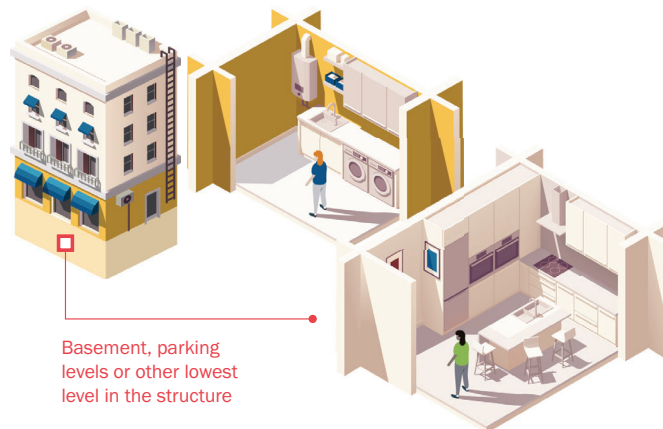 Basement, parking
levels or other lowest
level in the structure